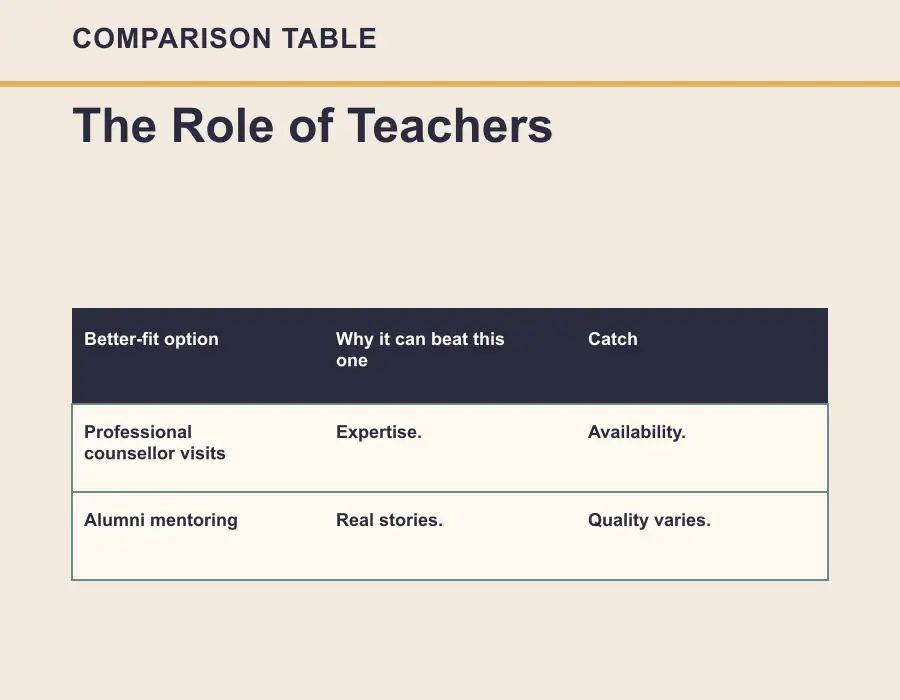 COMPARISON TABLE
The Role of Teachers
Better-fit option
Why it can beat this
one
Catch
Professional
counsellor visits
Expertise.
Availability.
Alumni mentoring
Real stories.
Quality varies.